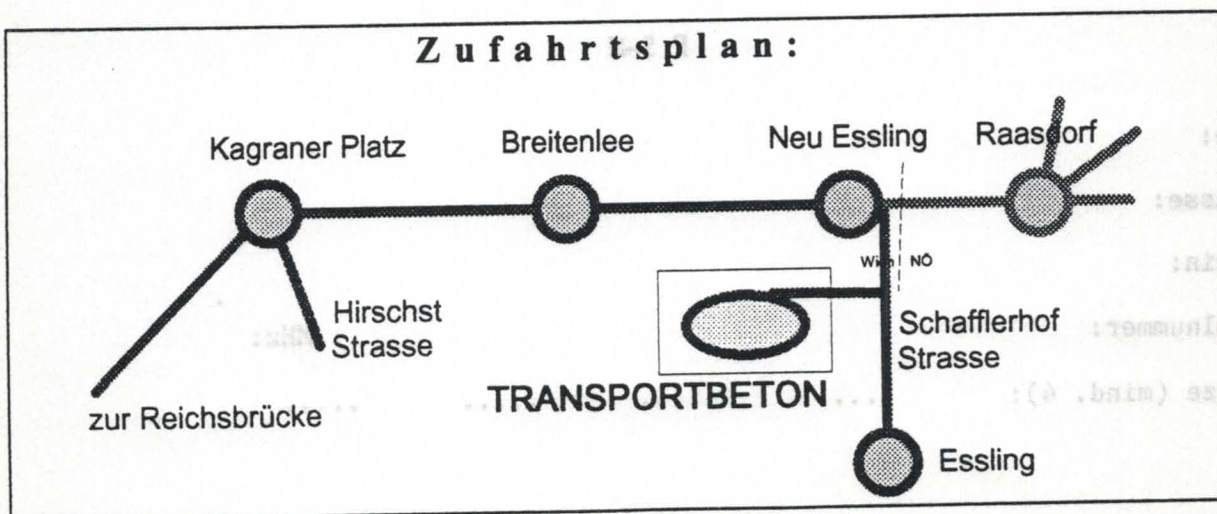 Zufahrtsplan:
Kagraner Platz
Breitenlee
Neu Essling
Raasdorf
Wien NÖ
Hirschst
Strasse
Schafflerhof
Strasse
zur Reichsbrücke
TRANSPORTBETON
Essling